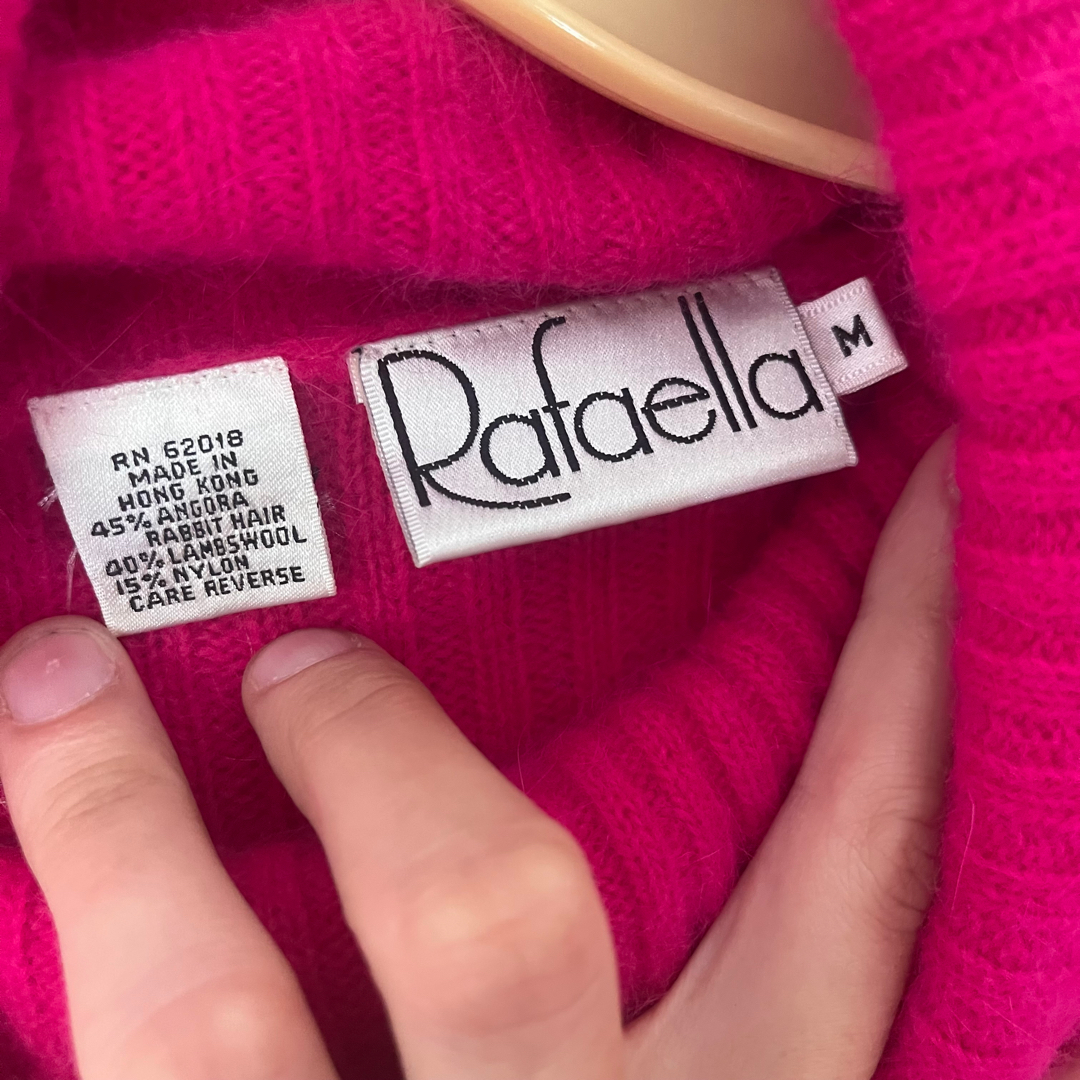 RN 62018
MADE IN
HONG KONG
45% ANGORA
RABBIT HAIR
40% LAMBSWOOL
15% NYLON
CARE REVERSE
Rafaella
M